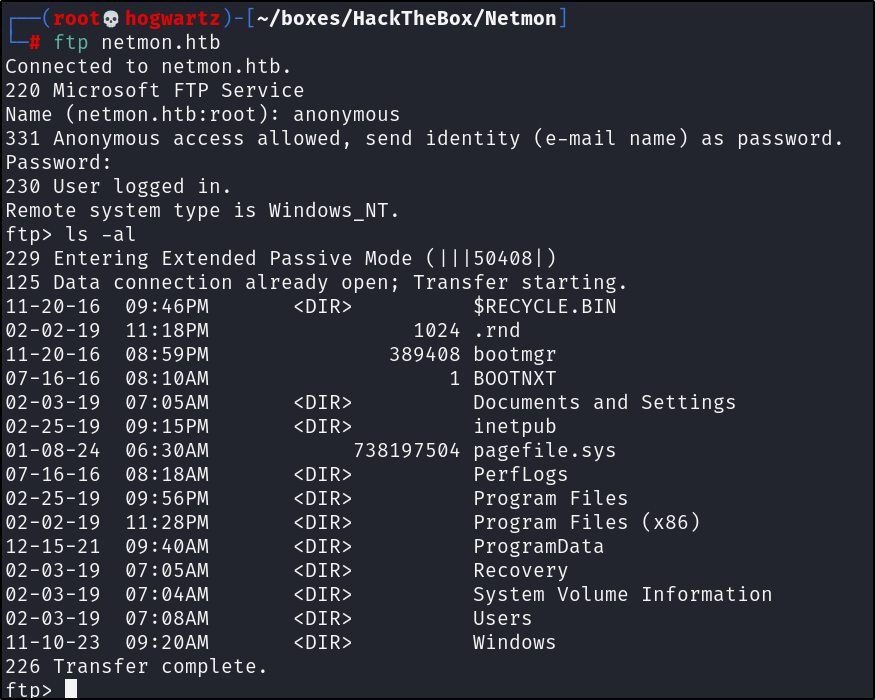 ┌──(root💀hogwartz)-[~/boxes/HackTheBox/Netmon]
└─# ftp netmon.htb
Connected to netmon.htb.
220 Microsoft FTP Service
Name (netmon.htb:root): anonymous
331 Anonymous access allowed, send identity (e-mail name) as password.
Password:
230 User logged in.
Remote system type is Windows_NT.
ftp> ls -al
229 Entering Extended Passive Mode (|||50408|)
125 Data connection already open; Transfer starting.
11-20-16  09:46PM       <DIR>          $RECYCLE.BIN
02-02-19  11:18PM                 1024 .rnd
11-20-16  08:59PM               389408 bootmgr
07-16-16  08:10AM                    1 BOOTNXT
02-03-19  07:05AM       <DIR>          Documents and Settings
02-25-19  09:15PM       <DIR>          inetpub
01-08-24  06:30AM            738197504 pagefile.sys
07-16-16  08:18AM       <DIR>          PerfLogs
02-25-19  09:56PM       <DIR>          Program Files
02-02-19  11:28PM       <DIR>          Program Files (x86)
12-15-21  09:40AM       <DIR>          ProgramData
02-03-19  07:05AM       <DIR>          Recovery
02-03-19  07:04AM       <DIR>          System Volume Information
02-03-19  07:08AM       <DIR>          Users
11-10-23  09:20AM       <DIR>          Windows
226 Transfer complete.
ftp>